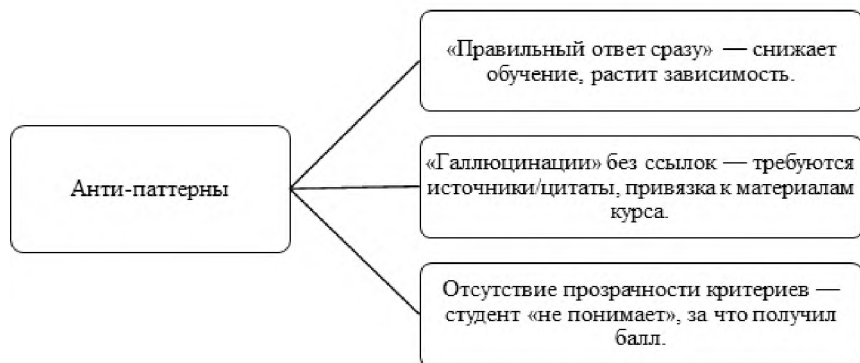 Анти-паттерны
«Правильный ответ сразу» — снижает
обучение, растит зависимость.
«Галлюцинации» без ссылок — требуются
источники/цитаты, привязка к материалам
курса.
Отсутствие прозрачности критериев —
студент «не понимает», за что получил
балл.